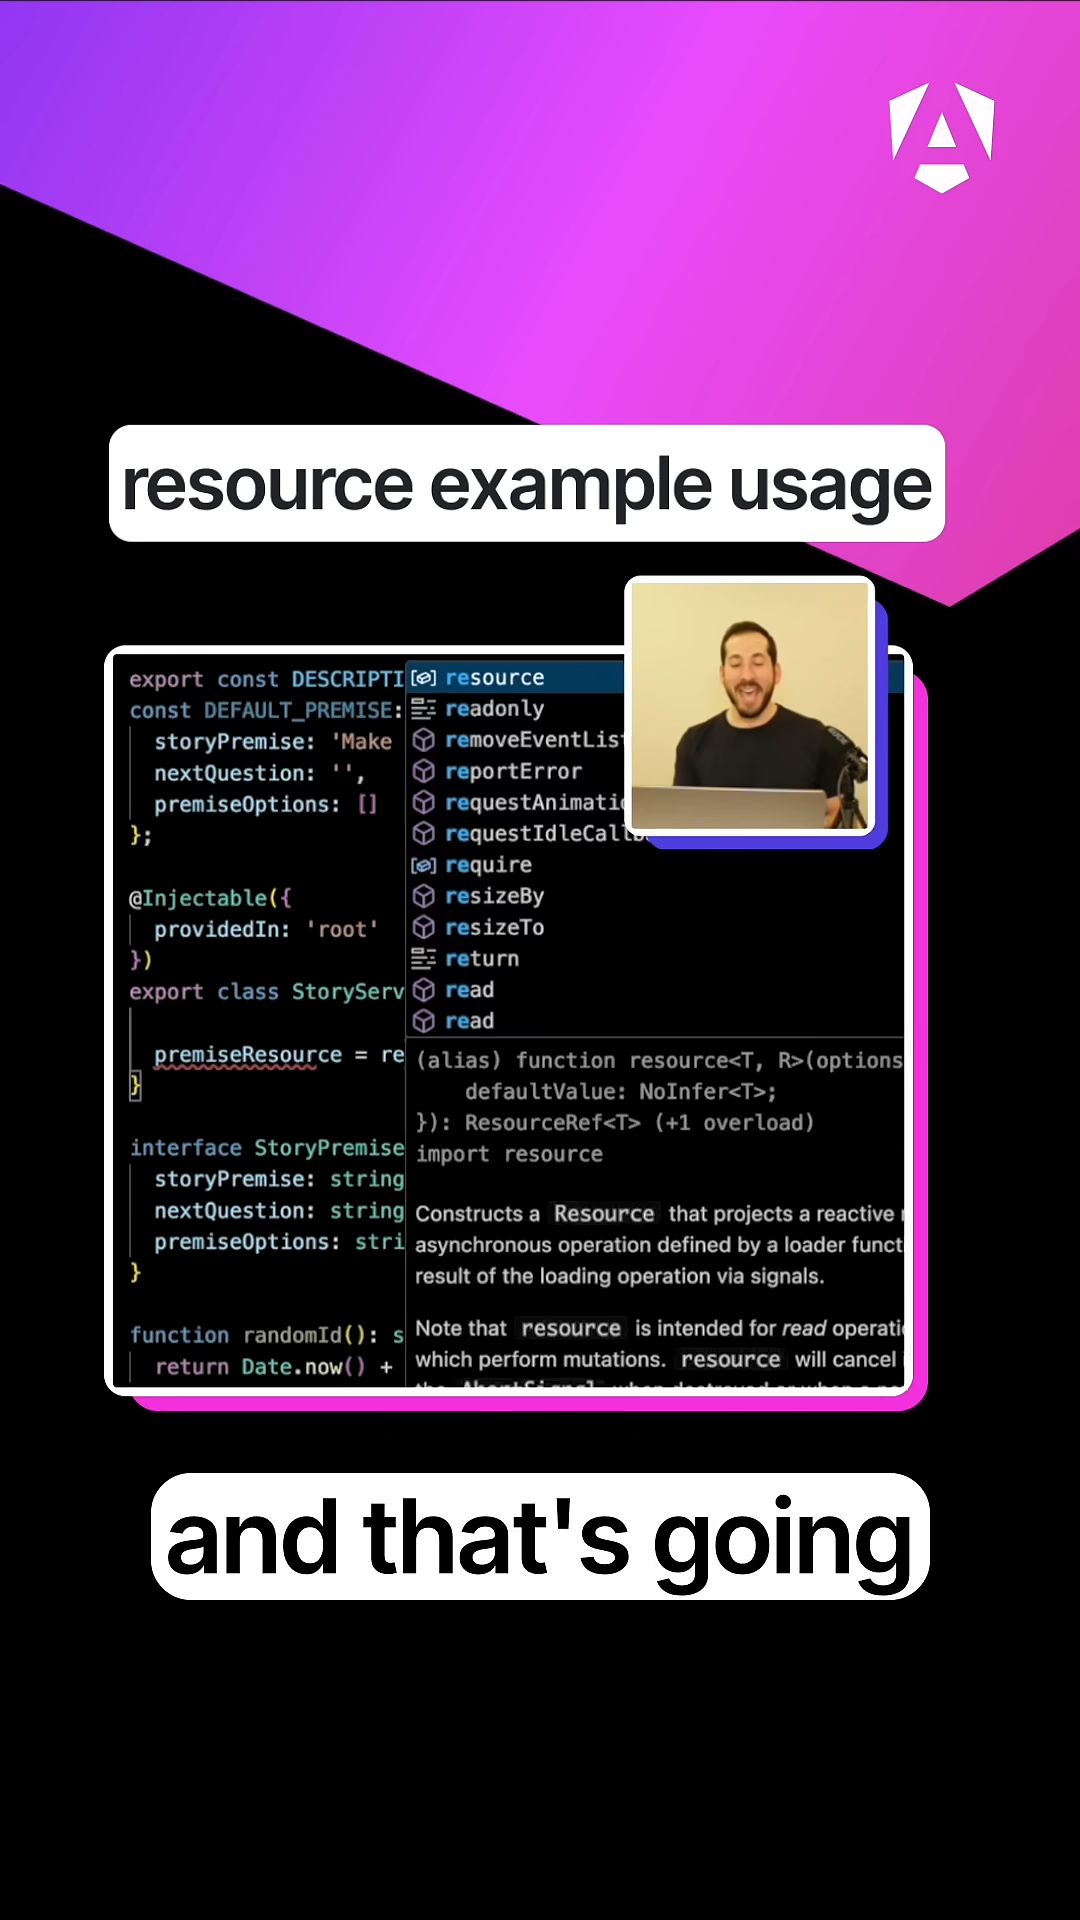 resource example usage
export const DESCRIPTI
const DEFAULT_PREMISE:
storyPremise: 'Make
nextQuestion: '',
premiseOptions: []
};
@Injectable({
providedIn: 'root'
})
export class StoryServ
premiseResource = re
}
interface StoryPremise
storyPremise: string
nextQuestion: string
premiseOptions: stri
}
function randomId(): s
return Date.now() +
resource
readonly
removeEventList
reportError
requestAnimatio
requestIdleCallb
require
resizeBy
resizeTo
return
read
read
(alias) function resource<T, R>(options
defaultValue: NoInfer<T>;
}): ResourceRef<T> (+1 overload)
import resource
Constructs a Resource that projects a reactive
asynchronous operation defined by a loader funct
result of the loading operation via signals.
Note that resource is intended for read operatio
which perform mutations. resource will cancel
and that's going